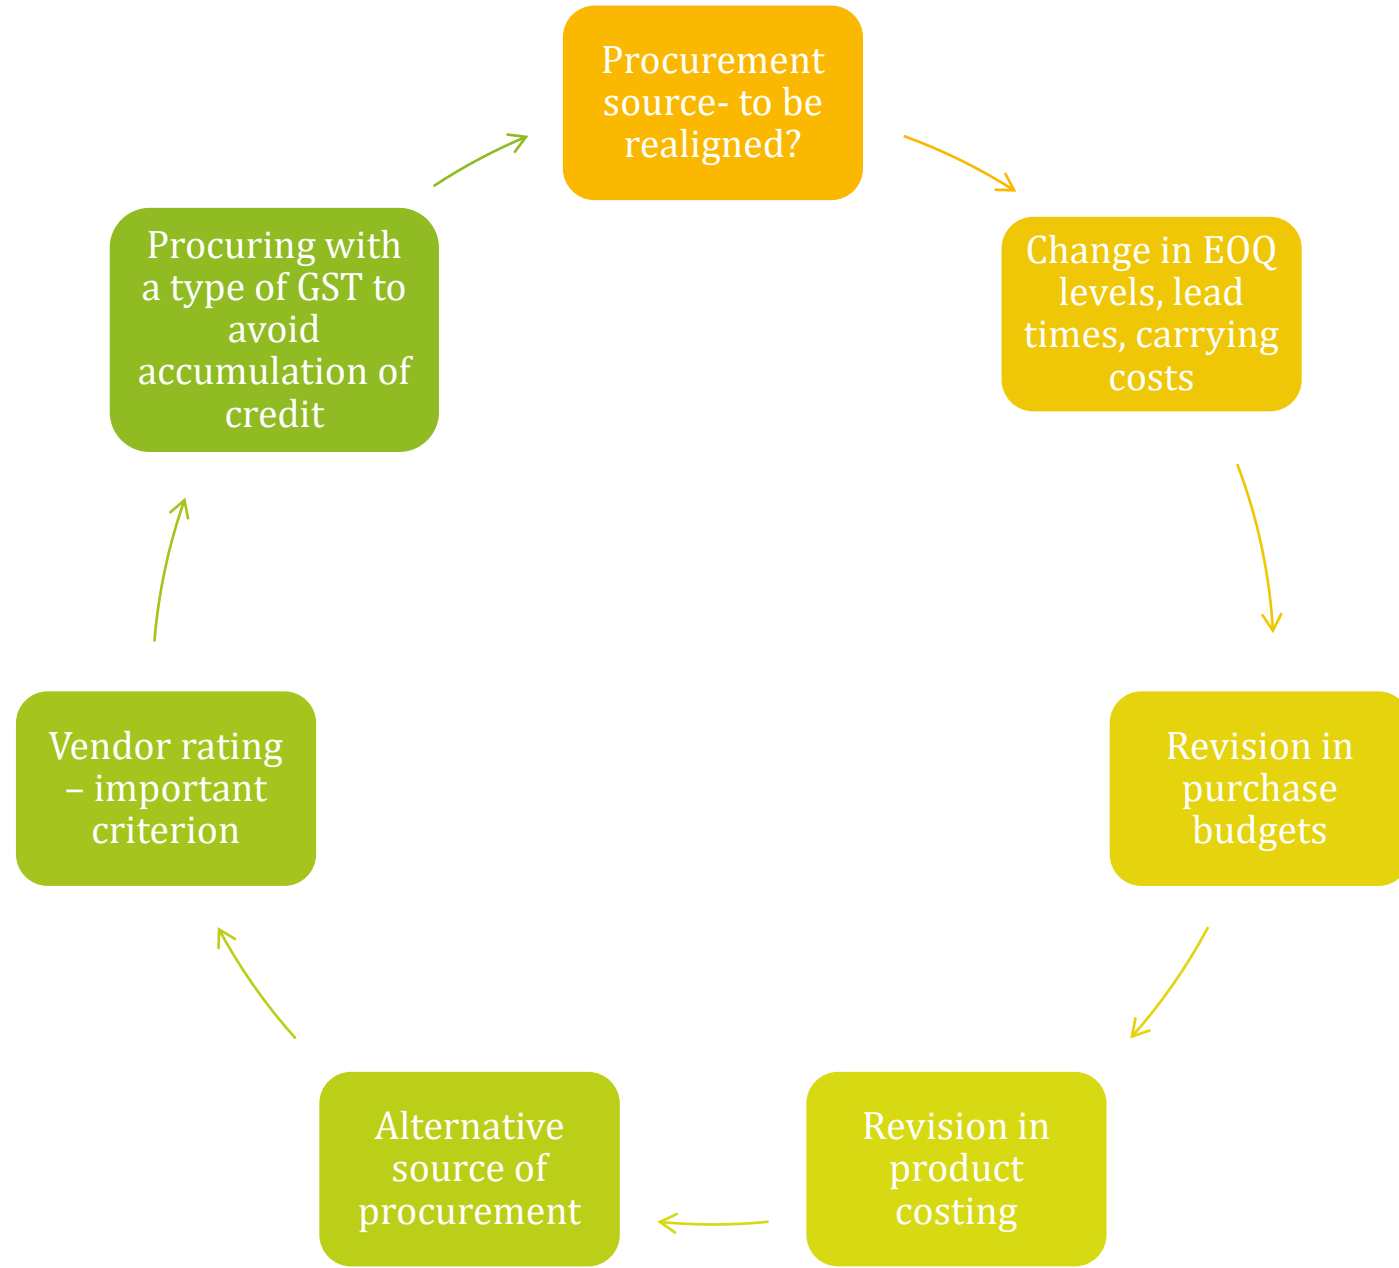 Procurement
source- to be
realigned?
Change in EOQ
levels, lead
times, carrying
costs
Revision in
purchase
budgets
Revision in
product
costing
Alternative
source of
procurement
Vendor rating
– important
criterion
Procuring with
a type of GST to
avoid
accumulation of
credit